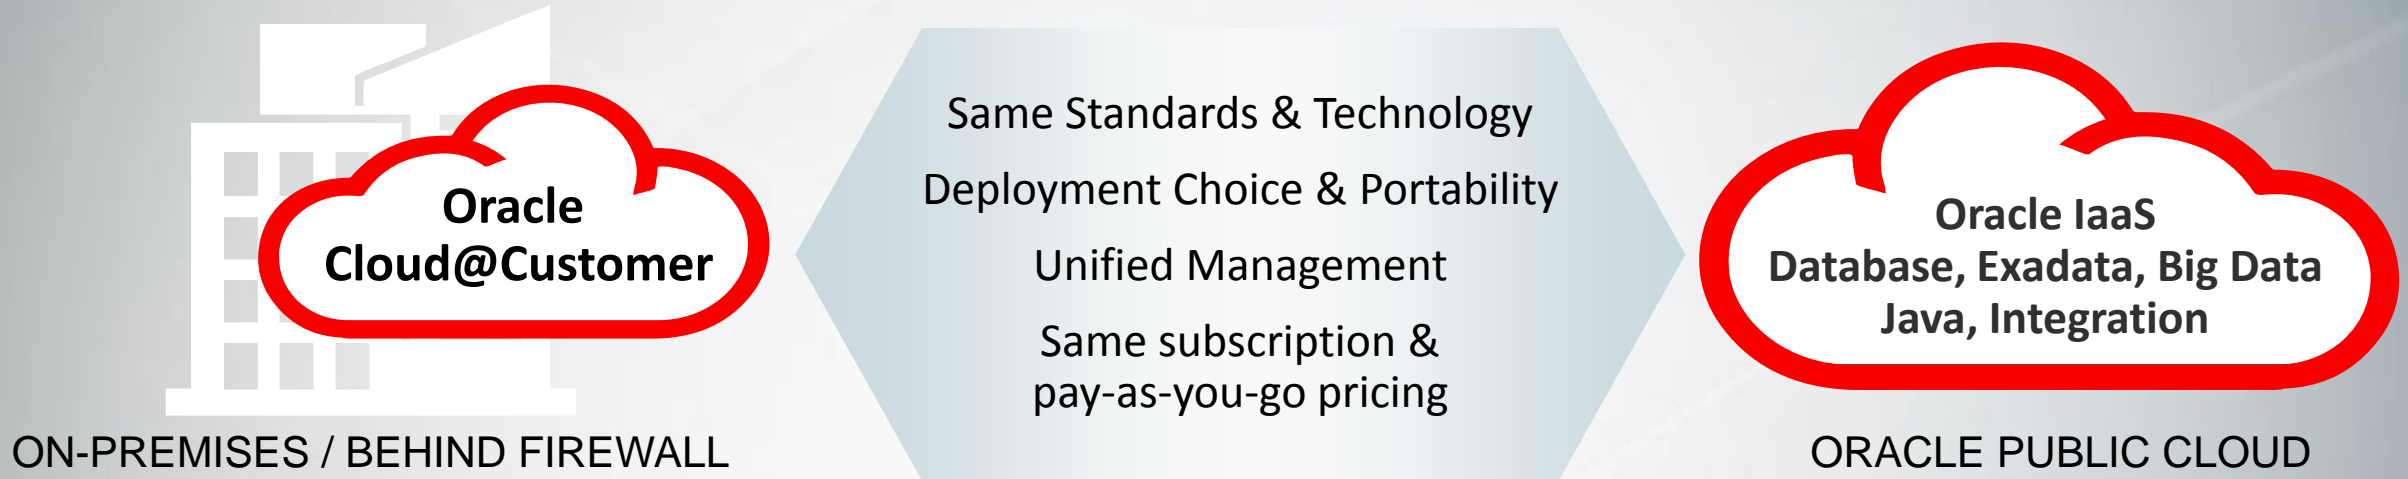 Oracle
Cloud@Customer
ON-PREMISES / BEHIND FIREWALL
Same Standards & Technology
Deployment Choice & Portability
Unified Management
Same subscription &
pay-as-you-go pricing
Oracle IaaS
Database, Exadata, Big Data
Java, Integration
ORACLE PUBLIC CLOUD